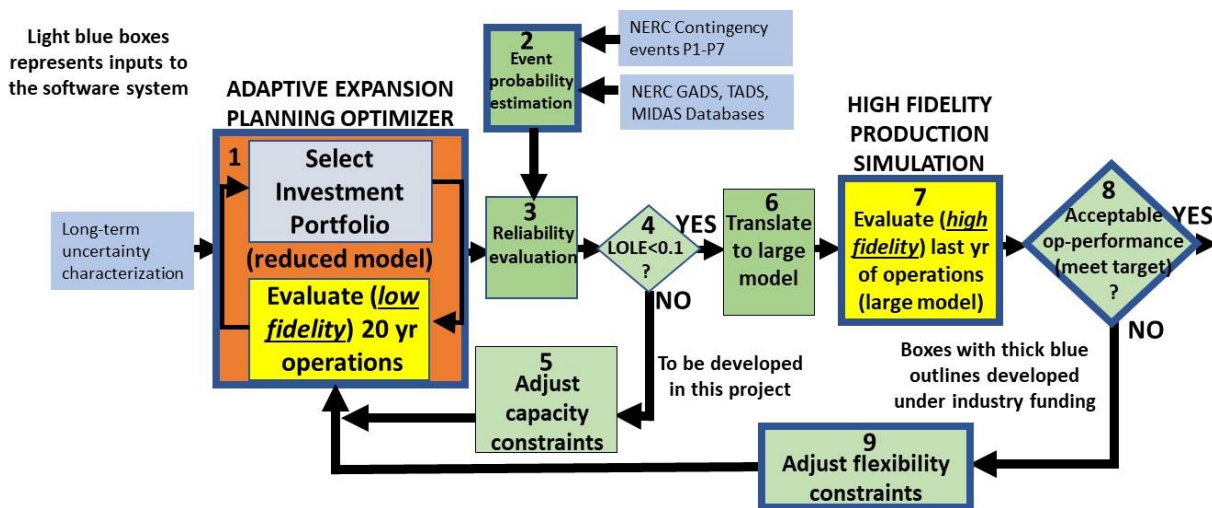 Light blue boxes
represents inputs to
the software system
ADAPTIVE EXPANSION
PLANNING OPTIMIZER
1
Select
Investment
Portfolio
(reduced model)
Evaluate (low
fidelity) 20 yr
operations
Long-term
uncertainty
characterization
2
Event
probability
estimation
NERC Contingency
events P1-P7
NERC GADS, TADS,
MIDAS Databases
3
Reliability
evaluation
4
LOLE<0.1
?
YES
NO
5
Adjust
capacity
constraints
To be developed
in this project
6
Translate
to large
model
HIGH FIDELITY
PRODUCTION
SIMULATION
7
Evaluate (high
fidelity) last yr
of operations
(large model)
8
Acceptable
op-performance
(meet target)
?
YES
NO
Boxes with thick blue
outlines developed
under industry funding
9
Adjust flexibility
constraints